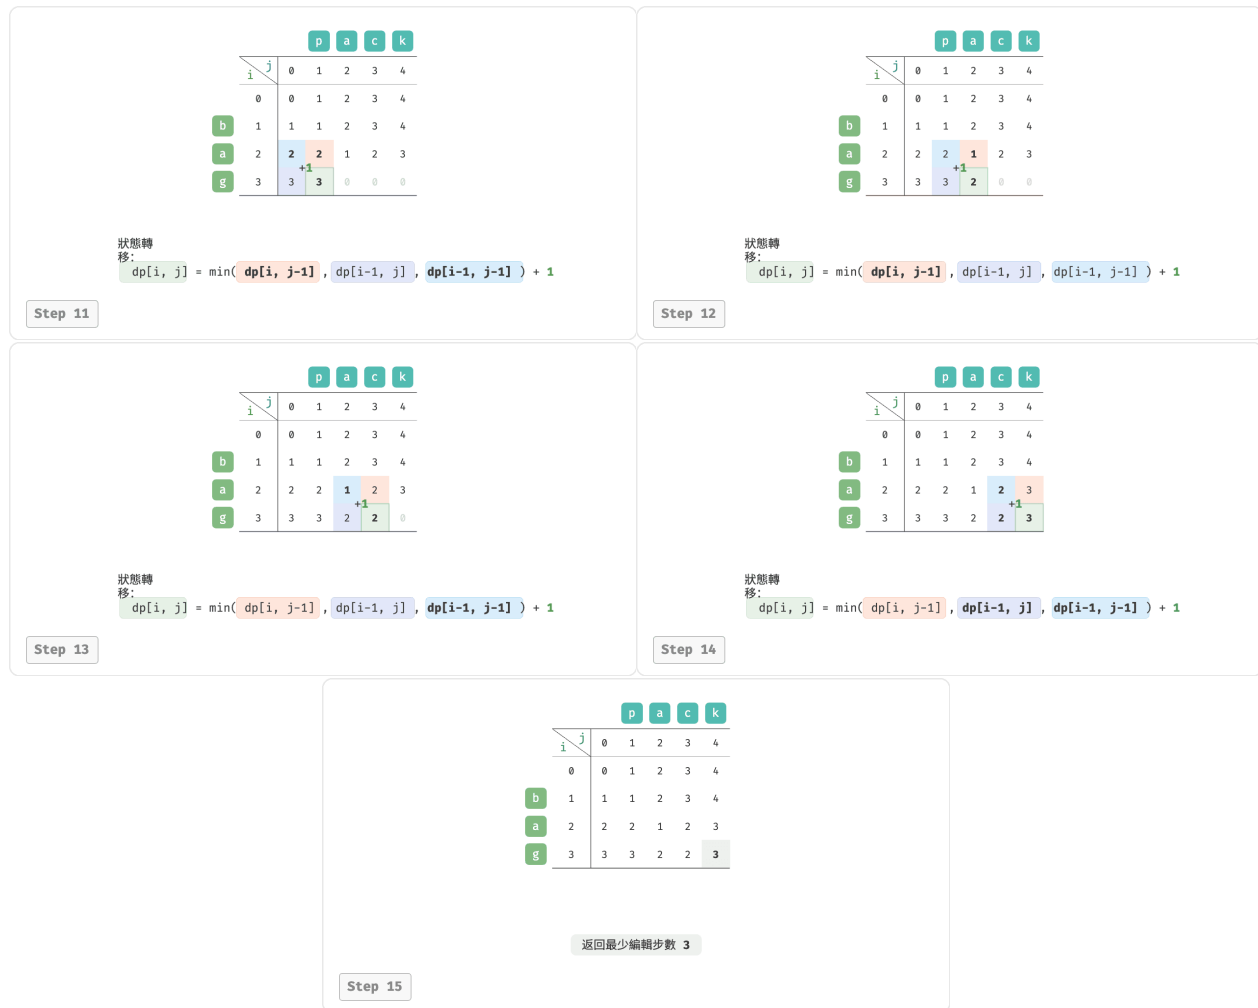 p a c k
j
i 0 1 2 3 4
0 0 1 2 3 4
b 1 1 1 2 3 4
a 2 2 2 1 2 3
+1
g 3 3 3 0 0 0
狀態轉
移:
dp[i, j] = min( dp[i, j-1] , dp[i-1, j] , dp[i-1, j-1] ) + 1
Step 11
p a c k
j
i 0 1 2 3 4
0 0 1 2 3 4
b 1 1 1 2 3 4
a 2 2 2 1 2 3
+1
g 3 3 3 2 0 0
狀態轉
移:
dp[i, j] = min( dp[i, j-1] , dp[i-1, j] , dp[i-1, j-1] ) + 1
Step 12
p a c k
j
i 0 1 2 3 4
0 0 1 2 3 4
b 1 1 1 2 3 4
a 2 2 2 1 2 3
+1
g 3 3 3 2 2 0
狀態轉
移:
dp[i, j] = min( dp[i, j-1] , dp[i-1, j] , dp[i-1, j-1] ) + 1
Step 13
p a c k
j
i 0 1 2 3 4
0 0 1 2 3 4
b 1 1 1 2 3 4
a 2 2 2 1 2 3
+1
g 3 3 3 2 2 3
狀態轉
移:
dp[i, j] = min( dp[i, j-1] , dp[i-1, j] , dp[i-1, j-1] ) + 1
Step 14
p a c k
j
i 0 1 2 3 4
0 0 1 2 3 4
b 1 1 1 2 3 4
a 2 2 2 1 2 3
g 3 3 3 2 2 3
返回最少編輯步數 3
Step 15